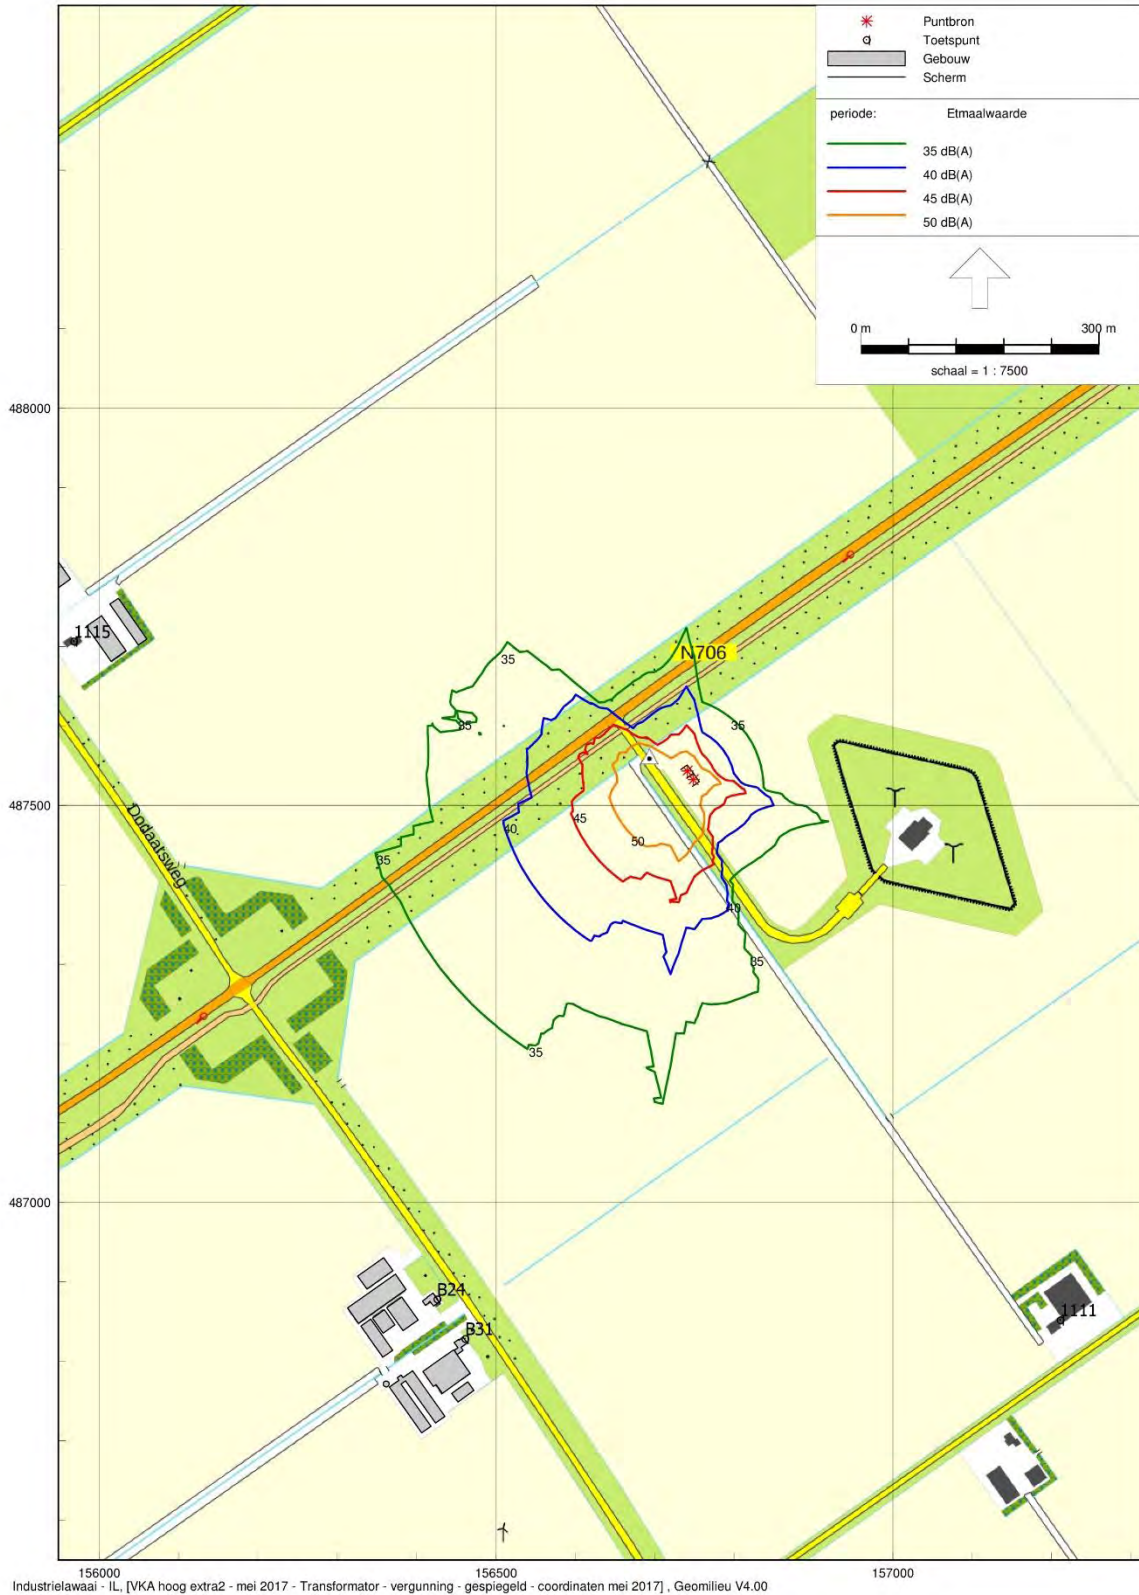 Puntbron
Toetspunt
Gebouw
Scherm
periode: Etmaalwaarde
35 dB(A)
40 dB(A)
45 dB(A)
50 dB(A)
0 m 300 m
schaal = 1 : 7500
488000
1115
N706
35
35
35
35
487500
45
40
50
Dodaarsweg
40
35
35
487000
B24
B31
1111
156000 156500 157000
Industrielawaai - IL, [VKA hoog extra2 - mei 2017 - Transformator - vergunning - gespiegeld - coordinaten mei 2017] , Geomilieu V4.00